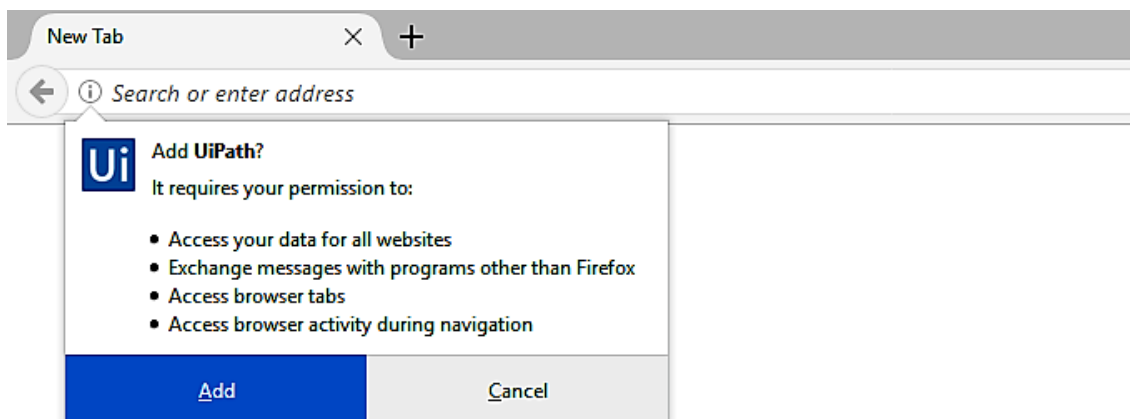 New Tab
Search or enter address
Ui
Add UiPath?
It requires your permission to:
Access your data for all websites
Exchange messages with programs other than Firefox
Access browser tabs
Access browser activity during navigation
Add
Cancel